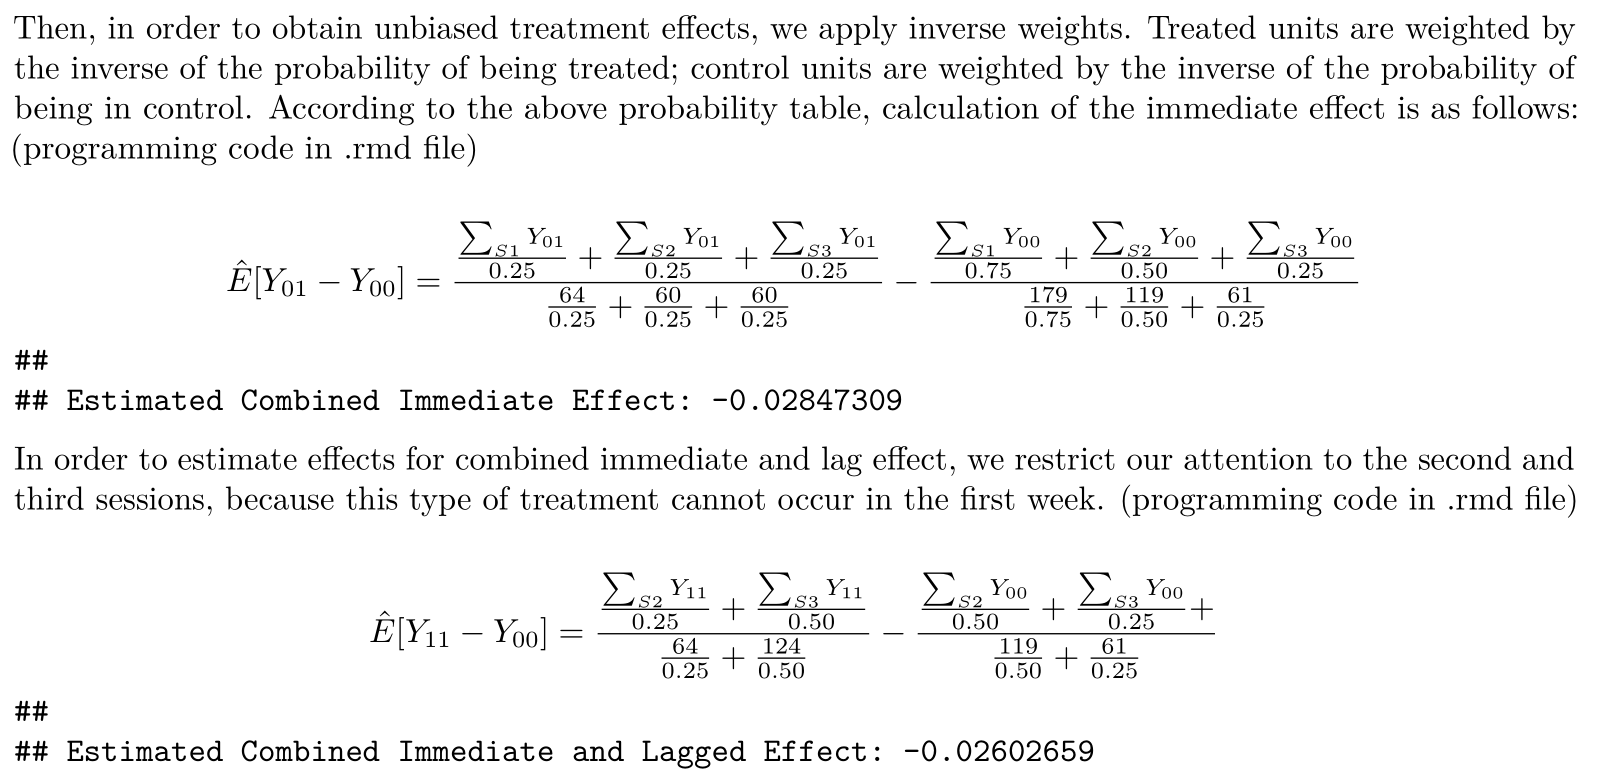 Then, in order to obtain unbiased treatment effects, we apply inverse weights. Treated units are weighted by
the inverse of the probability of being treated; control units are weighted by the inverse of the probability of
being in control. According to the above probability table, calculation of the immediate effect is as follows:
(programming code in .rmd file)
$$\hat{E}[Y_{01} - Y_{00}] = \frac{\frac{\sum_{S1} Y_{01}}{0.25} + \frac{\sum_{S2} Y_{01}}{0.25} + \frac{\sum_{S3} Y_{01}}{0.25}}{\frac{64}{0.25} + \frac{60}{0.25} + \frac{60}{0.25}} - \frac{\frac{\sum_{S1} Y_{00}}{0.75} + \frac{\sum_{S2} Y_{00}}{0.50} + \frac{\sum_{S3} Y_{00}}{0.25}}{\frac{179}{0.75} + \frac{119}{0.50} + \frac{61}{0.25}}$$
##
## Estimated Combined Immediate Effect: -0.02847309
In order to estimate effects for combined immediate and lag effect, we restrict our attention to the second and
third sessions, because this type of treatment cannot occur in the first week. (programming code in .rmd file)
$$\hat{E}[Y_{11} - Y_{00}] = \frac{\frac{\sum_{S2} Y_{11}}{0.25} + \frac{\sum_{S3} Y_{11}}{0.50}}{\frac{64}{0.25} + \frac{124}{0.50}} - \frac{\frac{\sum_{S2} Y_{00}}{0.50} + \frac{\sum_{S3} Y_{00}}{0.25} +}{\frac{119}{0.50} + \frac{61}{0.25}}$$
##
## Estimated Combined Immediate and Lagged Effect: -0.02602659